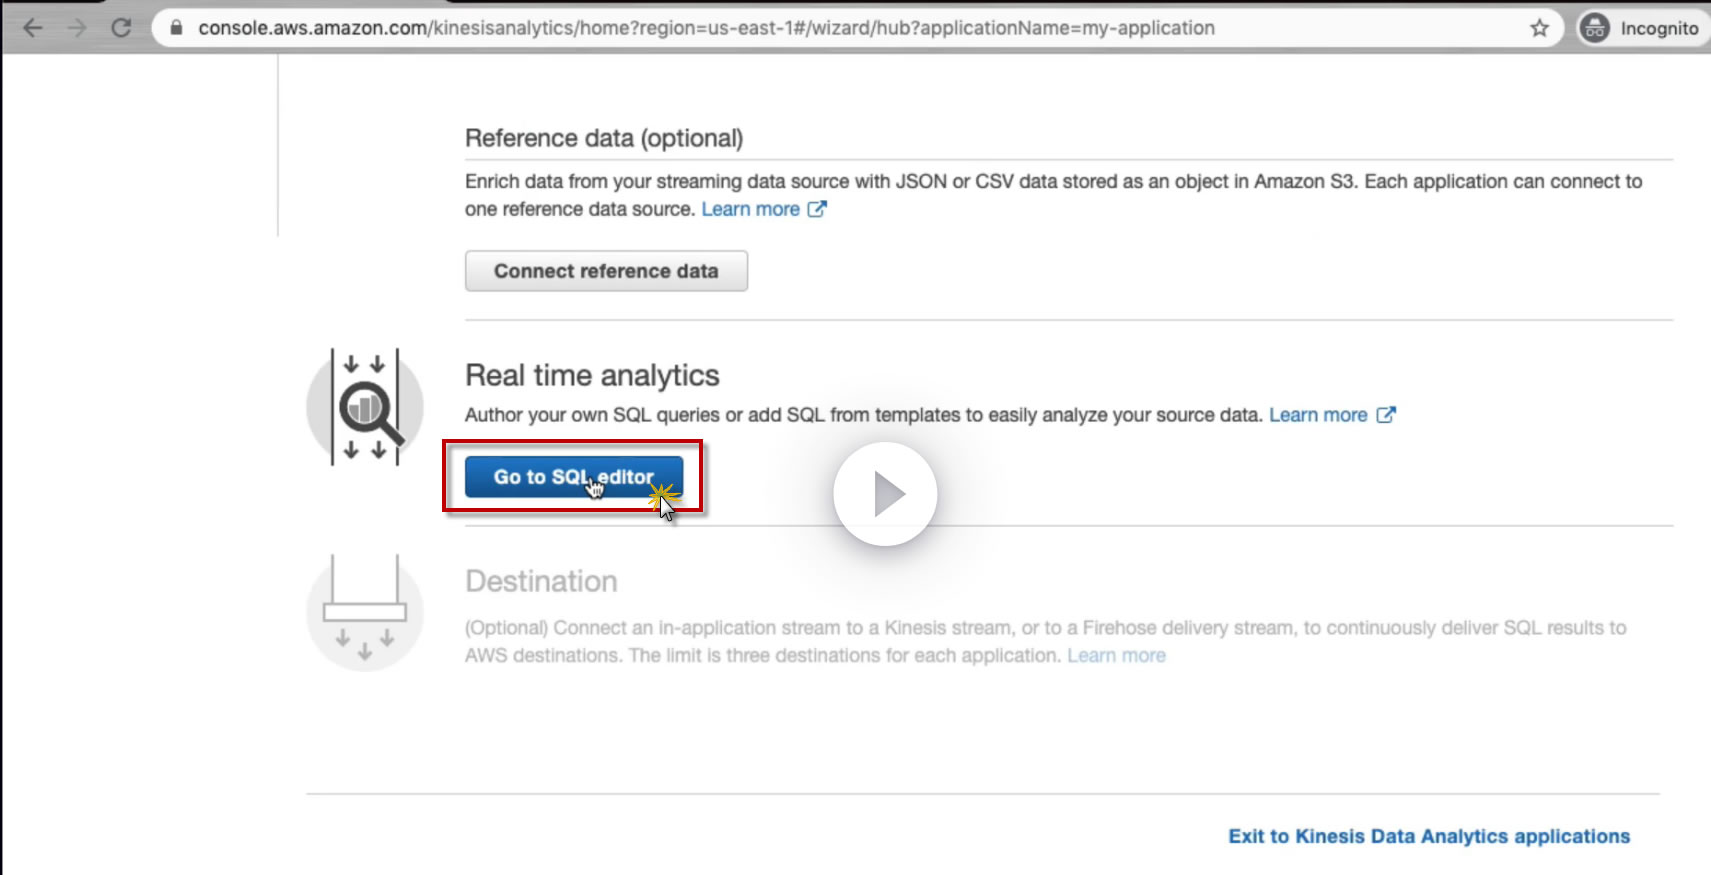 console.aws.amazon.com/kinesisanalytics/home?region=us-east-1#/wizard/hub?applicationName=my-application
Incognito
Reference data (optional)
Enrich data from your streaming data source with JSON or CSV data stored as an object in Amazon S3. Each application can connect to
one reference data source. Learn more
Connect reference data
Real time analytics
Author your own SQL queries or add SQL from templates to easily analyze your source data. Learn more
Go to SQL editor
Destination
(Optional) Connect an in-application stream to a Kinesis stream, or to a Firehose delivery stream, to continuously deliver SQL results to
AWS destinations. The limit is three destinations for each application. Learn more
Exit to Kinesis Data Analytics applications